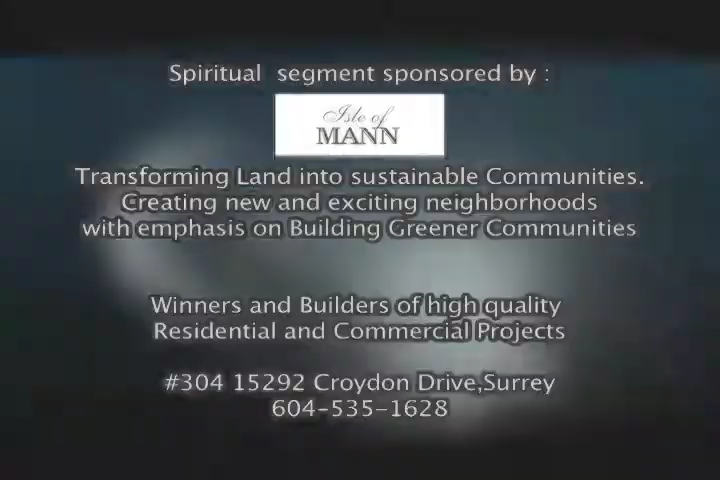 Spiritual segment sponsored by :
Isle of
MANN
Transforming Land into sustainable Communities.
Creating new and exciting neighborhoods
with emphasis on Building Greener Communities
Winners and Builders of high quality
Residential and Commercial Projects
#304 15292 Croydon Drive,Surrey
604-535-1628